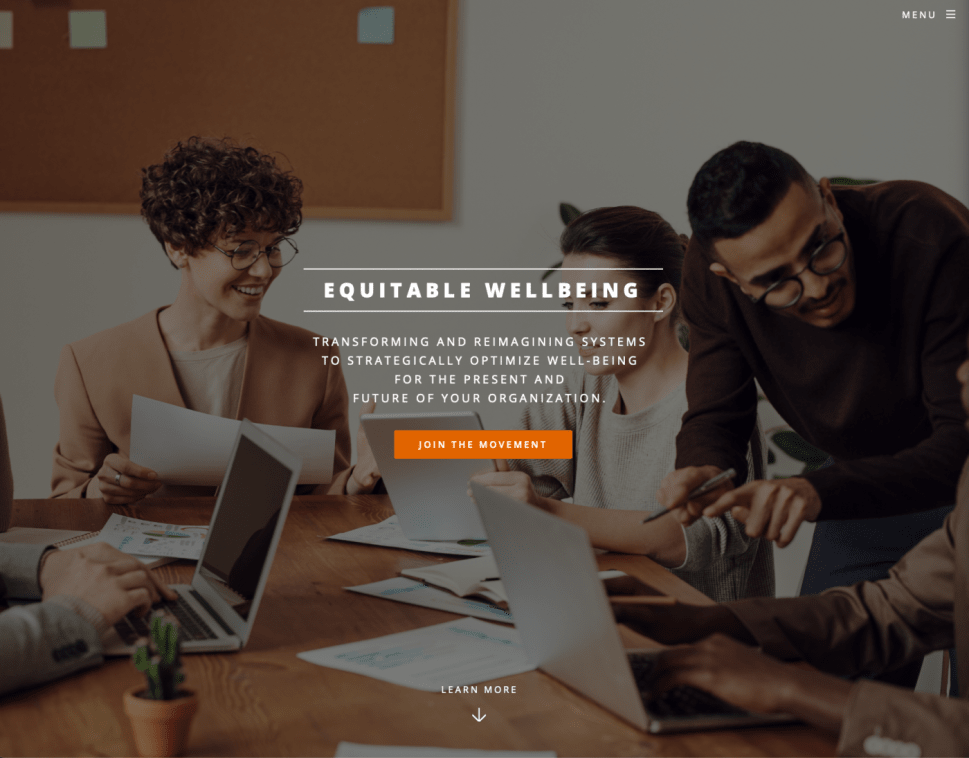 MENU
EQUITABLE WELLBEING
TRANSFORMING AND REIMAGINING SYSTEMS
TO STRATEGICALLY OPTIMIZE WELL-BEING
FOR THE PRESENT AND
FUTURE OF YOUR ORGANIZATION.
JOIN THE MOVEMENT
LEARN MORE